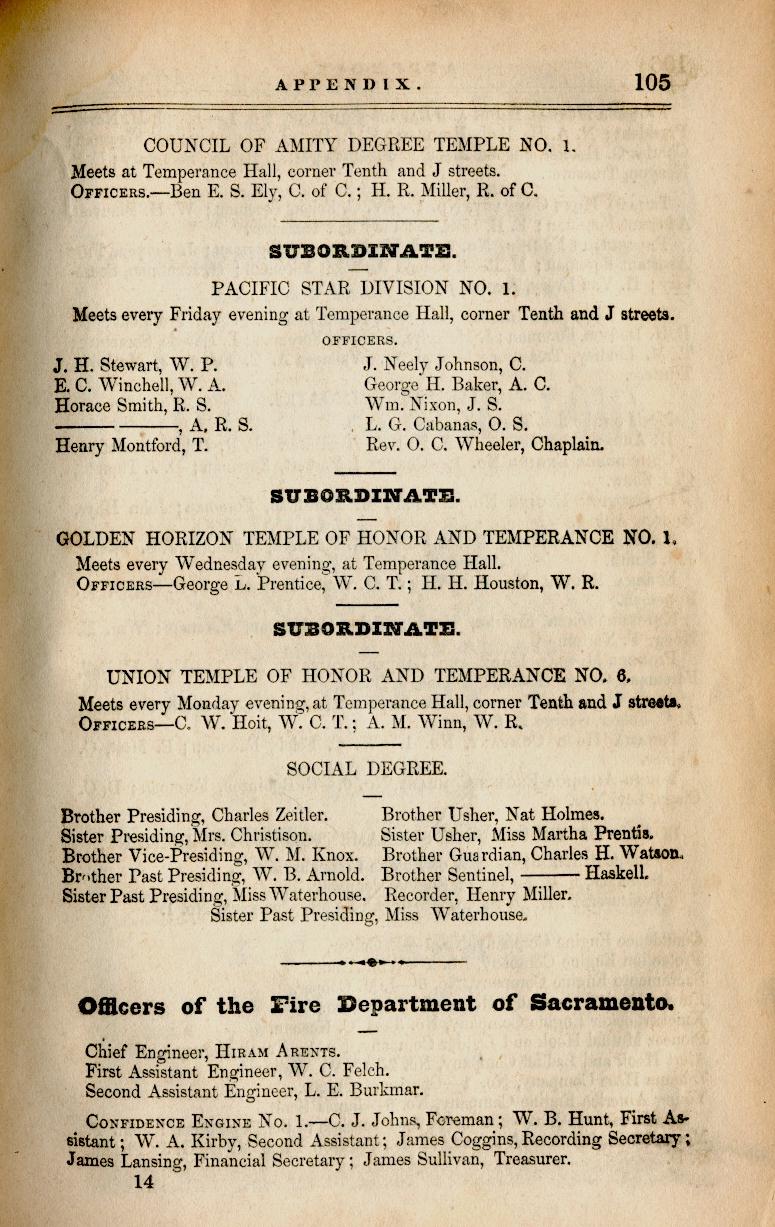 APPENDIX. 105
COUNCIL OF AMITY DEGREE TEMPLE NO. 1.
Meets at Temperance Hall, corner Tenth and J streets.
OFFICERS.—Ben E. S. Ely, C. of C.; H. R. Miller, R. of C.
SUBORDINATE.
PACIFIC STAR DIVISION NO. 1.
Meets every Friday evening at Temperance Hall, corner Tenth and J streets.
OFFICERS.
J. H. Stewart, W. P.
E. C. Winchell, W. A.
Horace Smith, R. S.
—— ——, A. R. S.
Henry Montford, T.
J. Neely Johnson, C.
George H. Baker, A. C.
Wm. Nixon, J. S.
L. G. Cabanas, O. S.
Rev. O. C. Wheeler, Chaplain.
SUBORDINATE.
GOLDEN HORIZON TEMPLE OF HONOR AND TEMPERANCE NO. 1.
Meets every Wednesday evening, at Temperance Hall.
OFFICERS—George L. Prentice, W. C. T.; H. H. Houston, W. R.
SUBORDINATE.
UNION TEMPLE OF HONOR AND TEMPERANCE NO. 6.
Meets every Monday evening, at Temperance Hall, corner Tenth and J streets.
OFFICERS—C. W. Hoit, W. C. T.; A. M. Winn, W. R.
SOCIAL DEGREE.
Brother Presiding, Charles Zeitler.
Sister Presiding, Mrs. Christison.
Brother Vice-Presiding, W. M. Knox.
Brother Past Presiding, W. B. Arnold.
Sister Past Presiding, Miss Waterhouse.
Brother Usher, Nat Holmes.
Sister Usher, Miss Martha Prentis.
Brother Guardian, Charles H. Watson.
Brother Sentinel, —— Haskell.
Recorder, Henry Miller.
Sister Past Presiding, Miss Waterhouse.
Officers of the Fire Department of Sacramento.
Chief Engineer, HIRAM ARENTS.
First Assistant Engineer, W. C. Felch.
Second Assistant Engineer, L. E. Burkmar.
CONFIDENCE ENGINE NO. 1.—C. J. Johns, Foreman; W. B. Hunt, First As-
sistant; W. A. Kirby, Second Assistant; James Coggins, Recording Secretary;
James Lansing, Financial Secretary; James Sullivan, Treasurer.
14